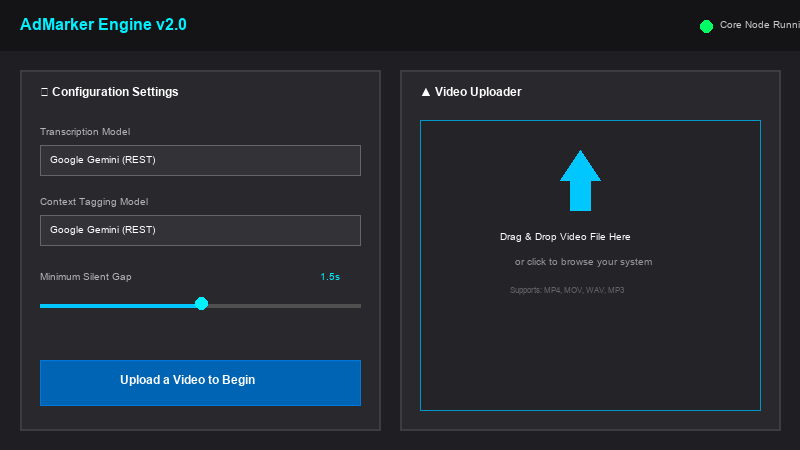 AdMarker Engine v2.0
Core Node Runni
Configuration Settings
Transcription Model
Google Gemini (REST)
Context Tagging Model
Google Gemini (REST)
Minimum Silent Gap 1.5s
Upload a Video to Begin
▲ Video Uploader
Drag & Drop Video File Here
or click to browse your system
Supports: MP4, MOV, WAV, MP3